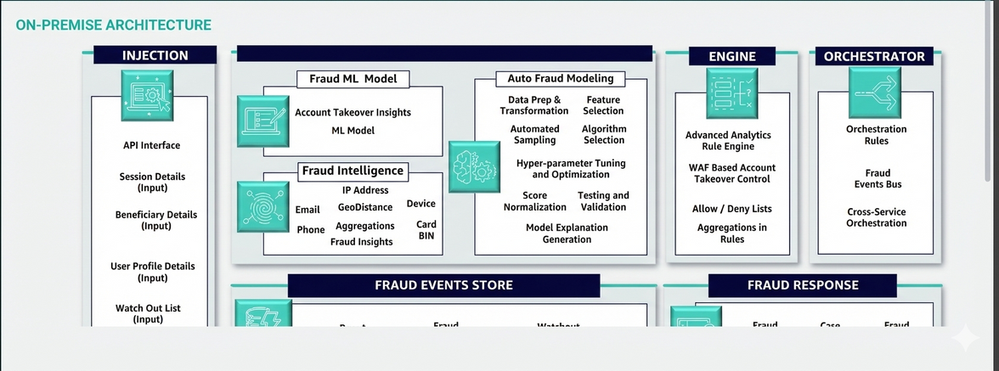 ON-PREMISE ARCHITECTURE
INJECTION
API Interface
Session Details
(Input)
Beneficiary Details
(Input)
User Profile Details
(Input)
Watch Out List
(Input)
Fraud ML Model
Account Takeover Insights
ML Model
Fraud Intelligence
IP Address
Email
GeoDistance
Device
Phone
Aggregations
Card
BIN
Fraud Insights
Auto Fraud Modeling
Data Prep &
Transformation
Feature
Selection
Automated
Sampling
Algorithm
Selection
Hyper-parameter Tuning
and Optimization
Score
Normalization
Testing and
Validation
Model Explanation
Generation
ENGINE
Advanced Analytics
Rule Engine
WAF Based Account
Takeover Control
Allow / Deny Lists
Aggregations in
Rules
ORCHESTRATOR
Orchestration
Rules
Fraud
Events Bus
Cross-Service
Orchestration
FRAUD EVENTS STORE
Fraud
Watchout
FRAUD RESPONSE
Fraud
Case
Fraud